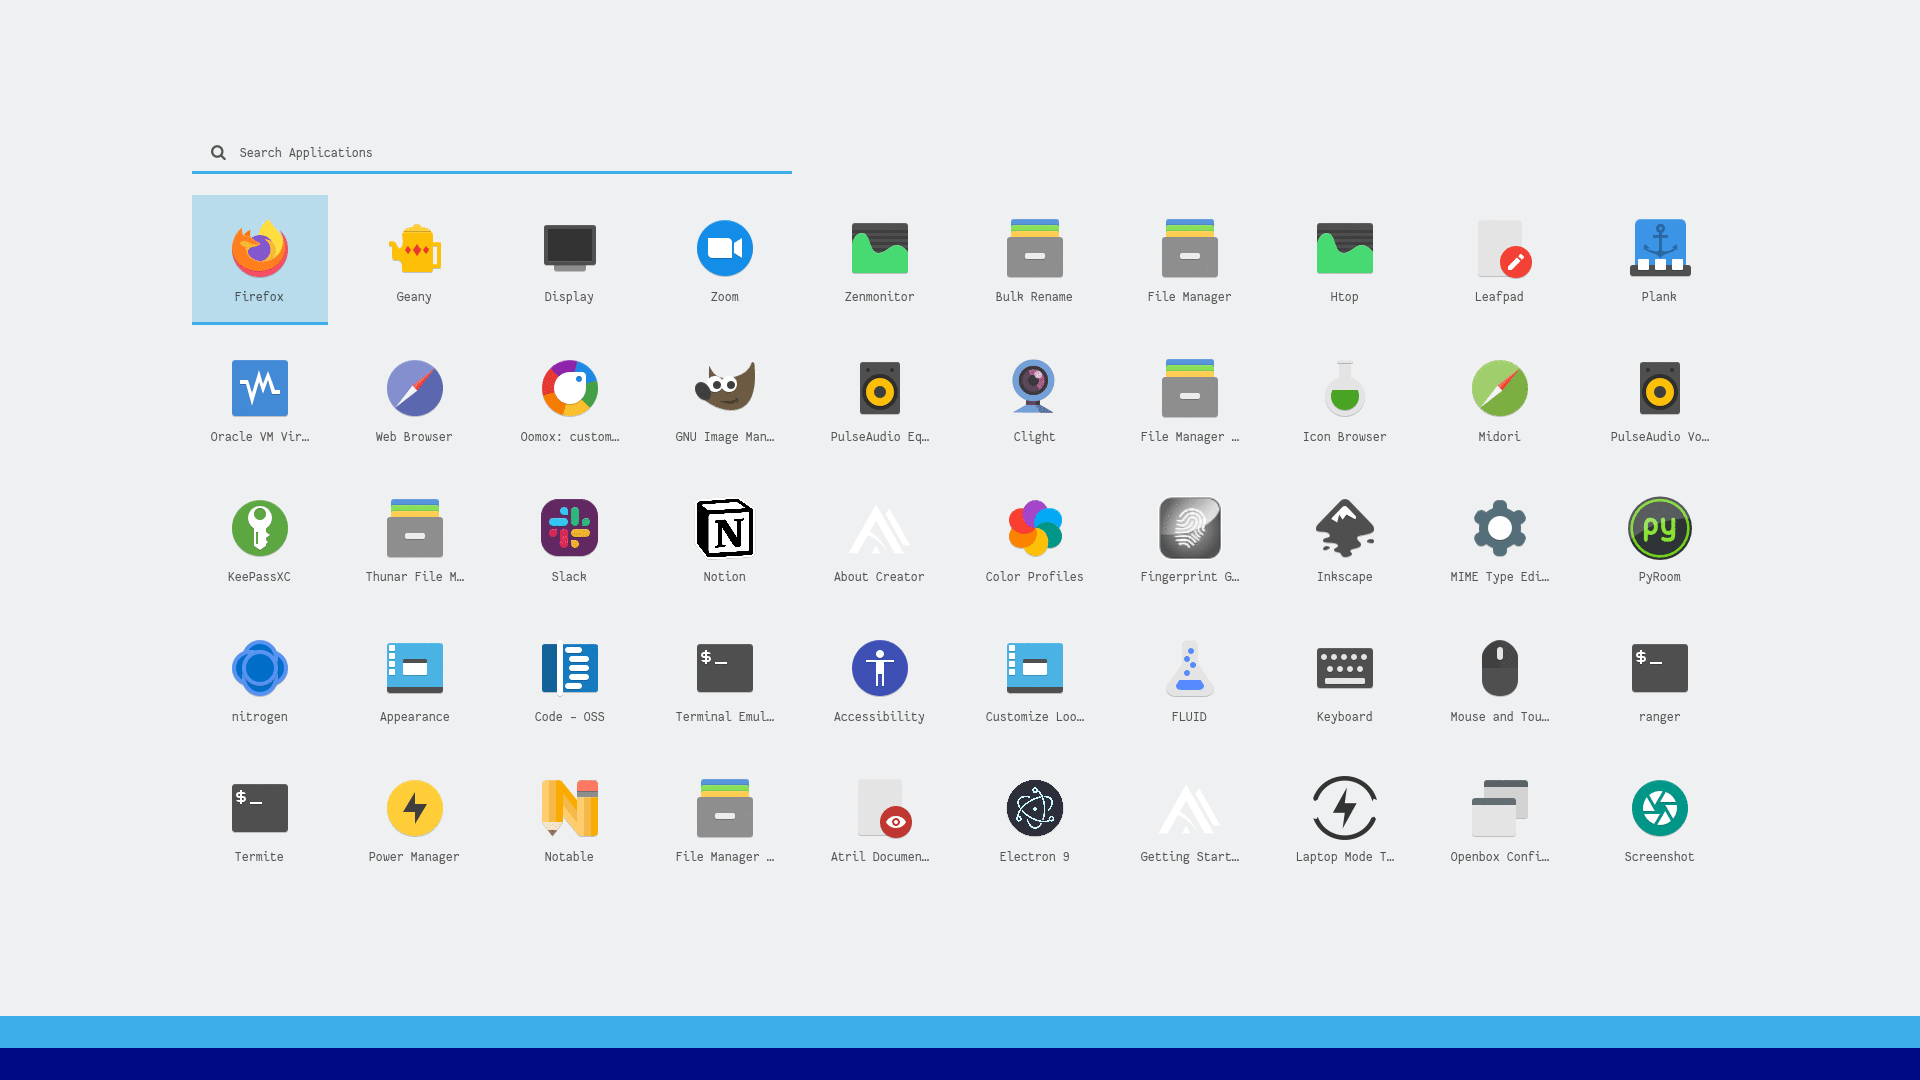 Search Applications
Firefox
Geany
Display
Zoom
Zenmonitor
Bulk Rename
File Manager
Htop
Leafpad
Plank
Oracle VM Vir…
Web Browser
Oomox: custom…
GNU Image Man…
PulseAudio Eq…
Clight
File Manager …
Icon Browser
Midori
PulseAudio Vo…
N
py
KeePassXC
Thunar File M…
Slack
Notion
About Creator
Color Profiles
Fingerprint G…
Inkscape
MIME Type Edi…
PyRoom
$_
$_
nitrogen
Appearance
Code - OSS
Terminal Emul…
Accessibility
Customize Loo…
FLUID
Keyboard
Mouse and Tou…
ranger
$_
Termite
Power Manager
Notable
File Manager …
Atril Documen…
Electron 9
Getting Start…
Laptop Mode T…
Openbox Confi…
Screenshot